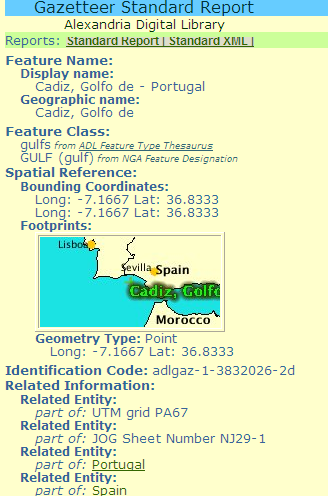 Gazetteer Standard Report
Alexandria Digital Library
Reports: Standard Report | Standard XML |
Feature Name:
Display name:
Cadiz, Golfo de - Portugal
Geographic name:
Cadiz, Golfo de
Feature Class:
gulfs from ADL Feature Type Thesaurus
GULF (gulf) from NGA Feature Designation
Spatial Reference:
Bounding Coordinates:
Long: -7.1667 Lat: 36.8333
Long: -7.1667 Lat: 36.8333
Footprints:
Lisboa
Sevilla Spain
Cadiz, Golfo
Morocco
Geometry Type: Point
Long: -7.1667 Lat: 36.8333
Identification Code: adlgaz-1-3832026-2d
Related Information:
Related Entity:
part of: UTM grid PA67
Related Entity:
part of: JOG Sheet Number NJ29-1
Related Entity:
part of: Portugal
Related Entity:
part of: Spain